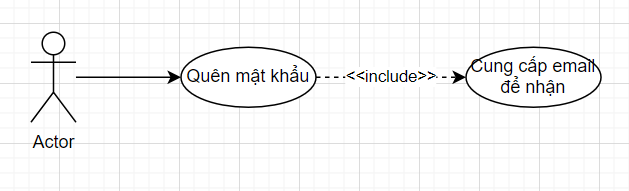 Quên mật khẩu
<<include>>
Cung cấp email
để nhận
Actor